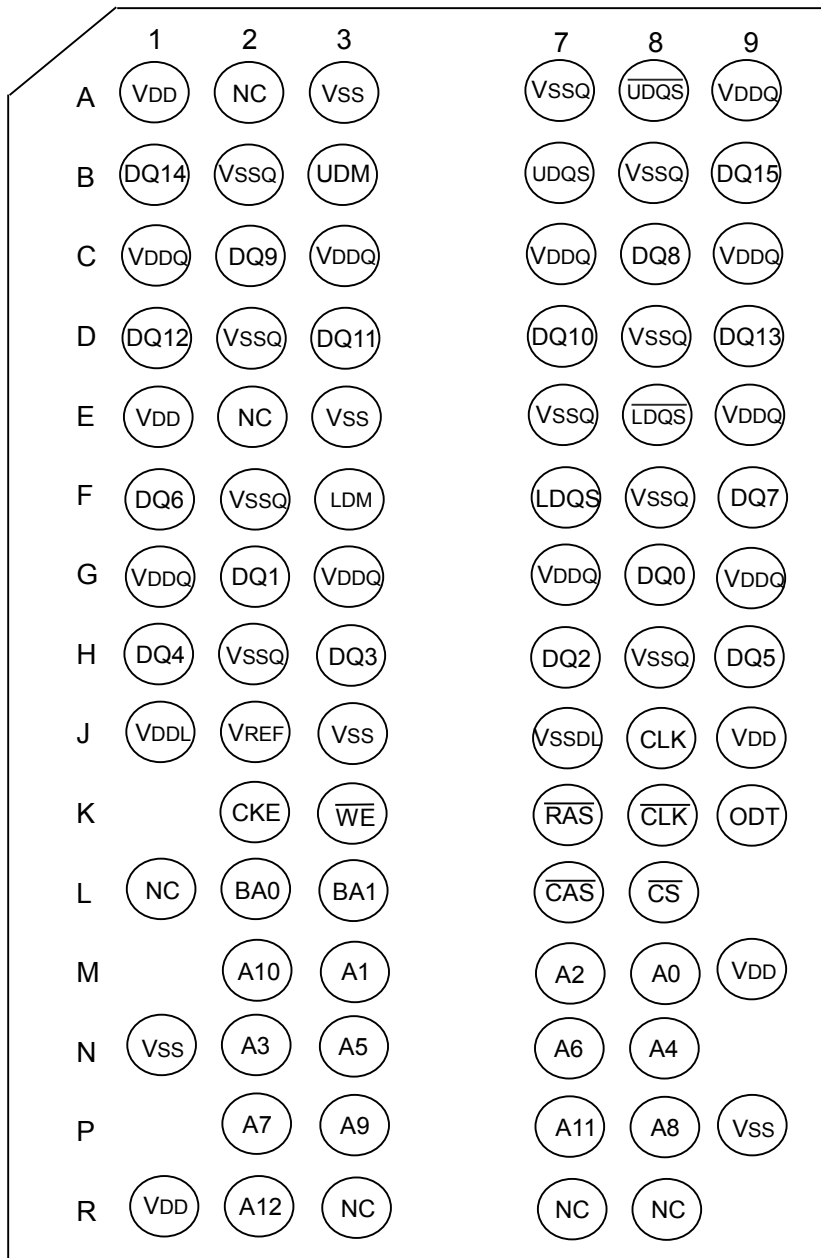 1 2 3 7 8 9
A VDD NC VSS VSSQ UDQS VDDQ
B DQ14 VSSQ UDM UDQS VSSQ DQ15
C VDDQ DQ9 VDDQ VDDQ DQ8 VDDQ
D DQ12 VSSQ DQ11 DQ10 VSSQ DQ13
E VDD NC VSS VSSQ LDQS VDDQ
F DQ6 VSSQ LDM LDQS VSSQ DQ7
G VDDQ DQ1 VDDQ VDDQ DQ0 VDDQ
H DQ4 VSSQ DQ3 DQ2 VSSQ DQ5
J VDDL VREF VSS VSSDL CLK VDD
K CKE WE RAS CLK ODT
L NC BA0 BA1 CAS CS
M A10 A1 A2 A0 VDD
N VSS A3 A5 A6 A4
P A7 A9 A11 A8 VSS
R VDD A12 NC NC NC